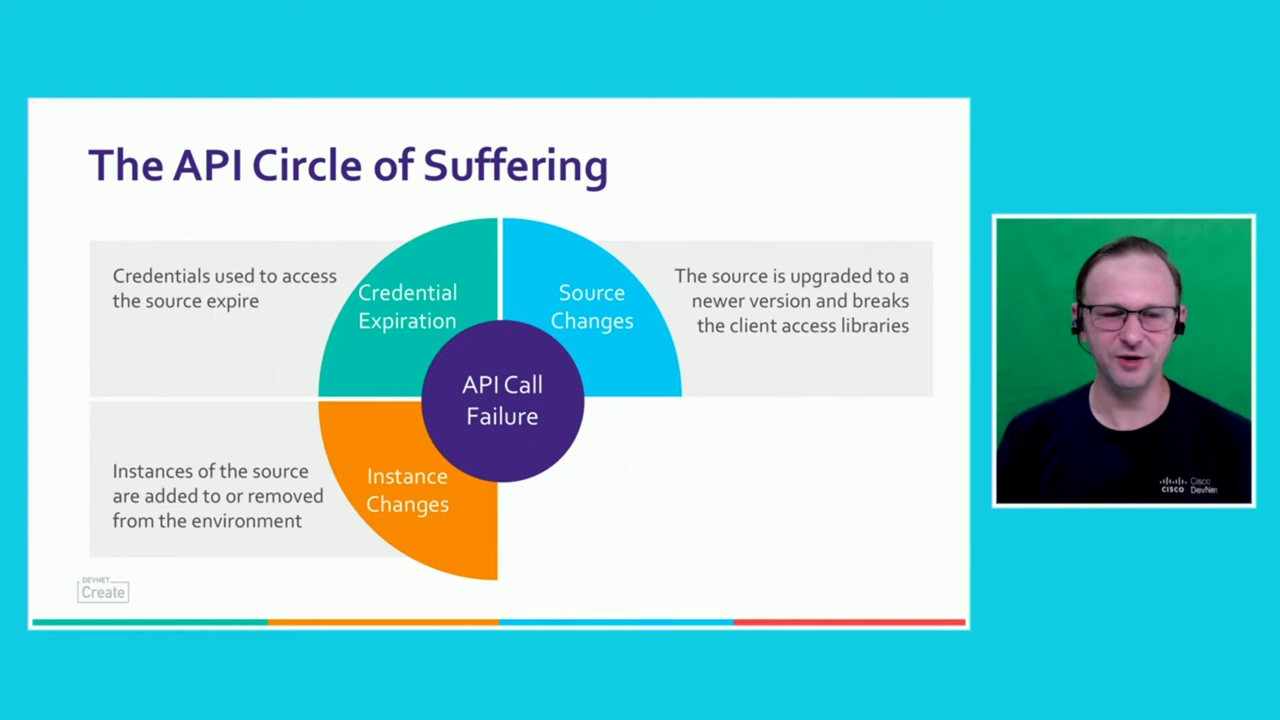 The API Circle of Suffering
Credentials used to access
the source expire
Credential
Expiration
Source
Changes
The source is upgraded to a
newer version and breaks
the client access libraries
API Call
Failure
Instances of the source
are added to or removed
from the environment
Instance
Changes
DEVNET
Create
CISCO
Cisco
DevNet